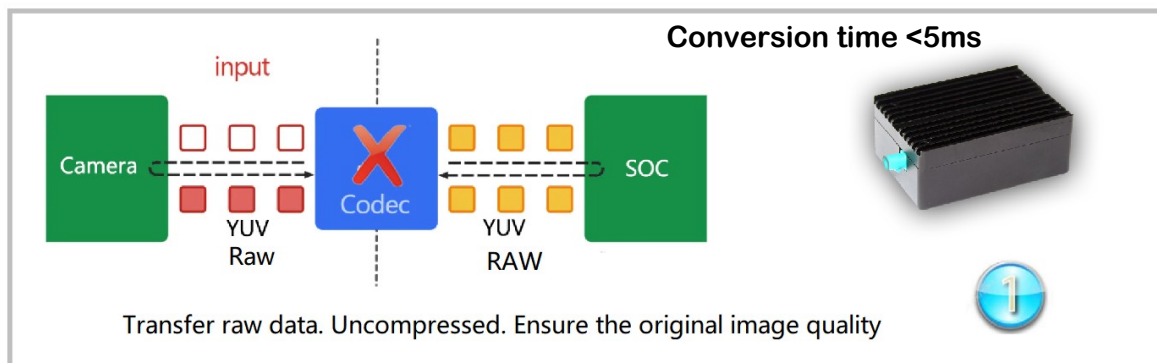 Conversion time <5ms
input
Camera
Codec
SOC
YUV
Raw
YUV
RAW
1
Transfer raw data. Uncompressed. Ensure the original image quality